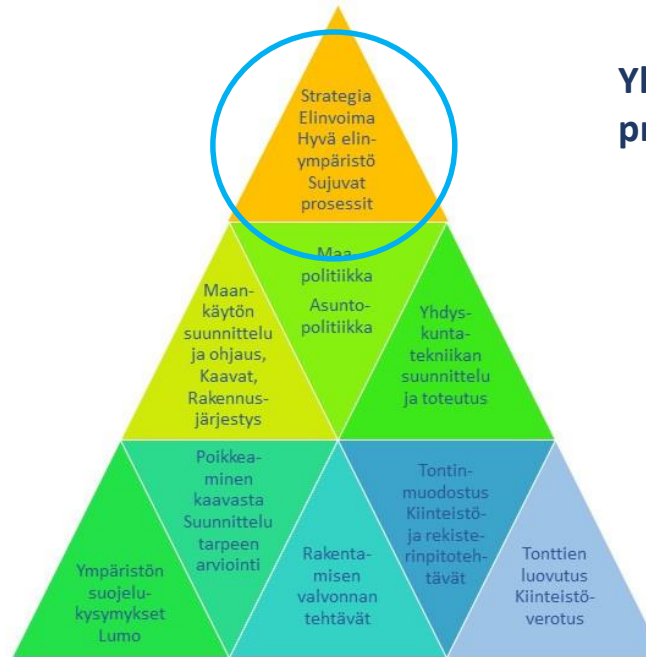 Strategia
Elinvoima
Hyvä elin-
ympäristö
Sujuvat
prosessit
Maa-
politiikka
Asunto-
politiikka
Maan-
käytön
suunnittelu
ja ohjaus,
Kaavat,
Rakennus-
järjestys
Yhdys-
kunta-
tekniikan
suunnittelu
ja toteutus
Ympäristön
suojelu-
kysymykset
Lumo
Poikkea-
minen
kaavasta
Suunnittelu
tarpeen
arviointi
Rakenta-
misen
valvonnan
tehtävät
Tontin-
muodostus
Kiinteistö-
ja rekiste-
rinpitoteh-
tävät
Tonttien
luovutus
Kiinteistö-
verotus